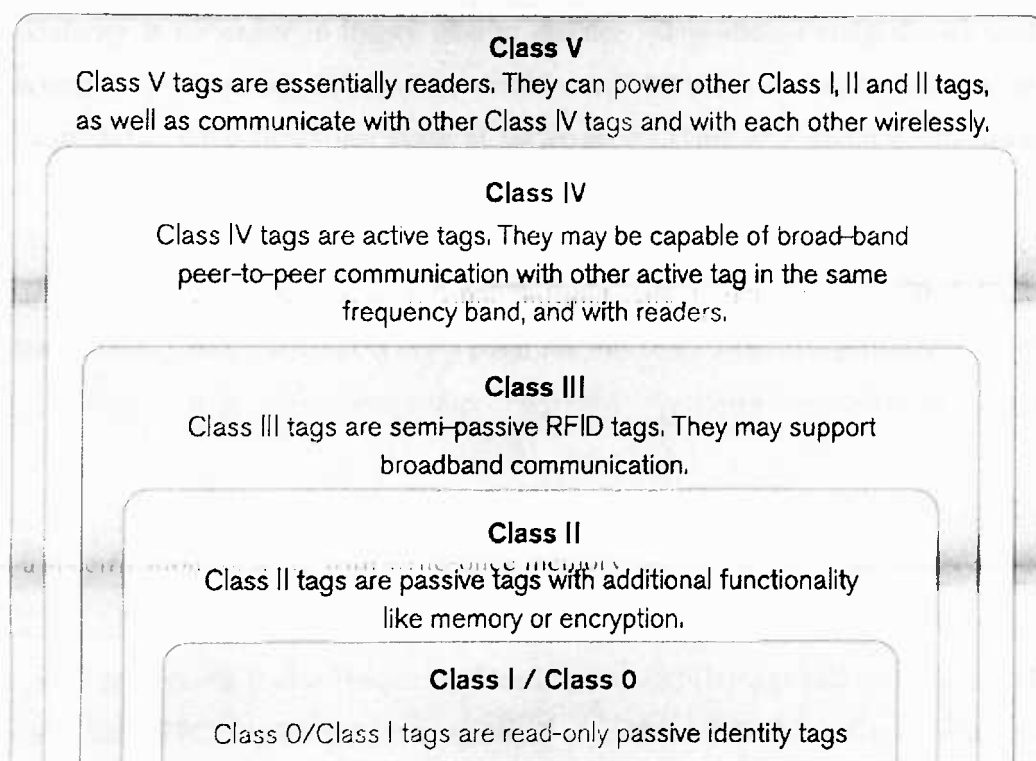 Class V
Class V tags are essentially readers. They can power other Class I, II and II tags,
as well as communicate with other Class IV tags and with each other wirelessly.
Class IV
Class IV tags are active tags. They may be capable of broad-band
peer-to-peer communication with other active tag in the same
frequency band, and with readers.
Class III
Class III tags are semi-passive RFID tags. They may support
broadband communication.
Class II
Class II tags are passive tags with additional functionality
like memory or encryption.
Class I / Class 0
Class 0/Class I tags are read-only passive identity tags